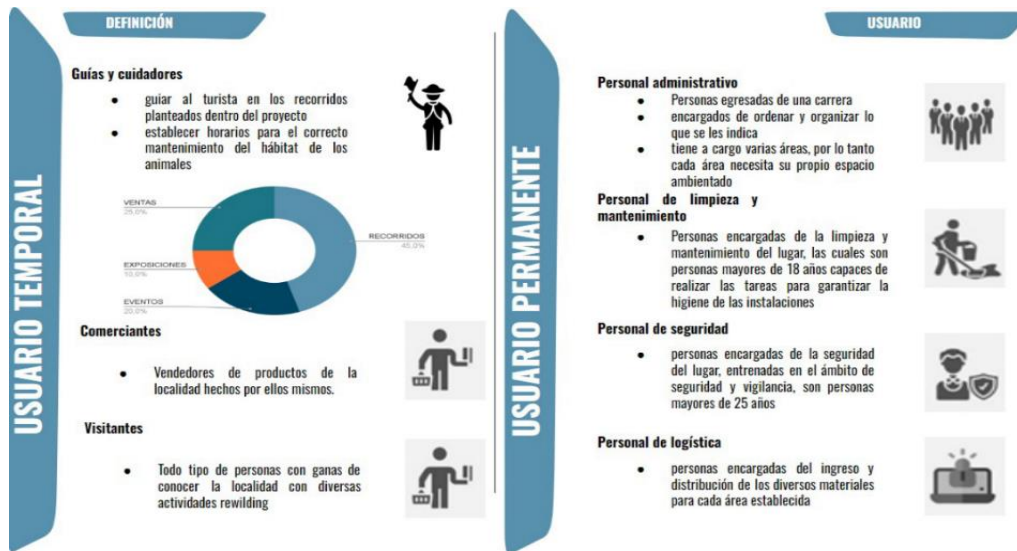 DEFINICIÓN
USUARIO TEMPORAL
Guías y cuidadores
● guiar al turista en los recorridos
planteados dentro del proyecto
● establecer horarios para el correcto
mantenimiento del hábitat de los
animales
VENTAS
25,0%
RECORRIDOS
45,0%
EXPOSICIONES
10,0%
EVENTOS
20,0%
Comerciantes
● Vendedores de productos de la
localidad hechos por ellos mismos.
Visitantes
● Todo tipo de personas con ganas de
conocer la localidad con diversas
actividades rewilding
USUARIO
USUARIO PERMANENTE
Personal administrativo
● Personas egresadas de una carrera
● encargados de ordenar y organizar lo
que se les indica
● tiene a cargo varias áreas, por lo tanto
cada área necesita su propio espacio
ambientado
Personal de limpieza y
mantenimiento
● Personas encargadas de la limpieza y
mantenimiento del lugar, las cuales son
personas mayores de 18 años capaces de
realizar las tareas para garantizar la
higiene de las instalaciones
Personal de seguridad
● personas encargadas de la seguridad
del lugar, entrenadas en el ámbito de
seguridad y vigilancia, son personas
mayores de 25 años
Personal de logística
● personas encargadas del ingreso y
distribución de los diversos materiales
para cada área establecida